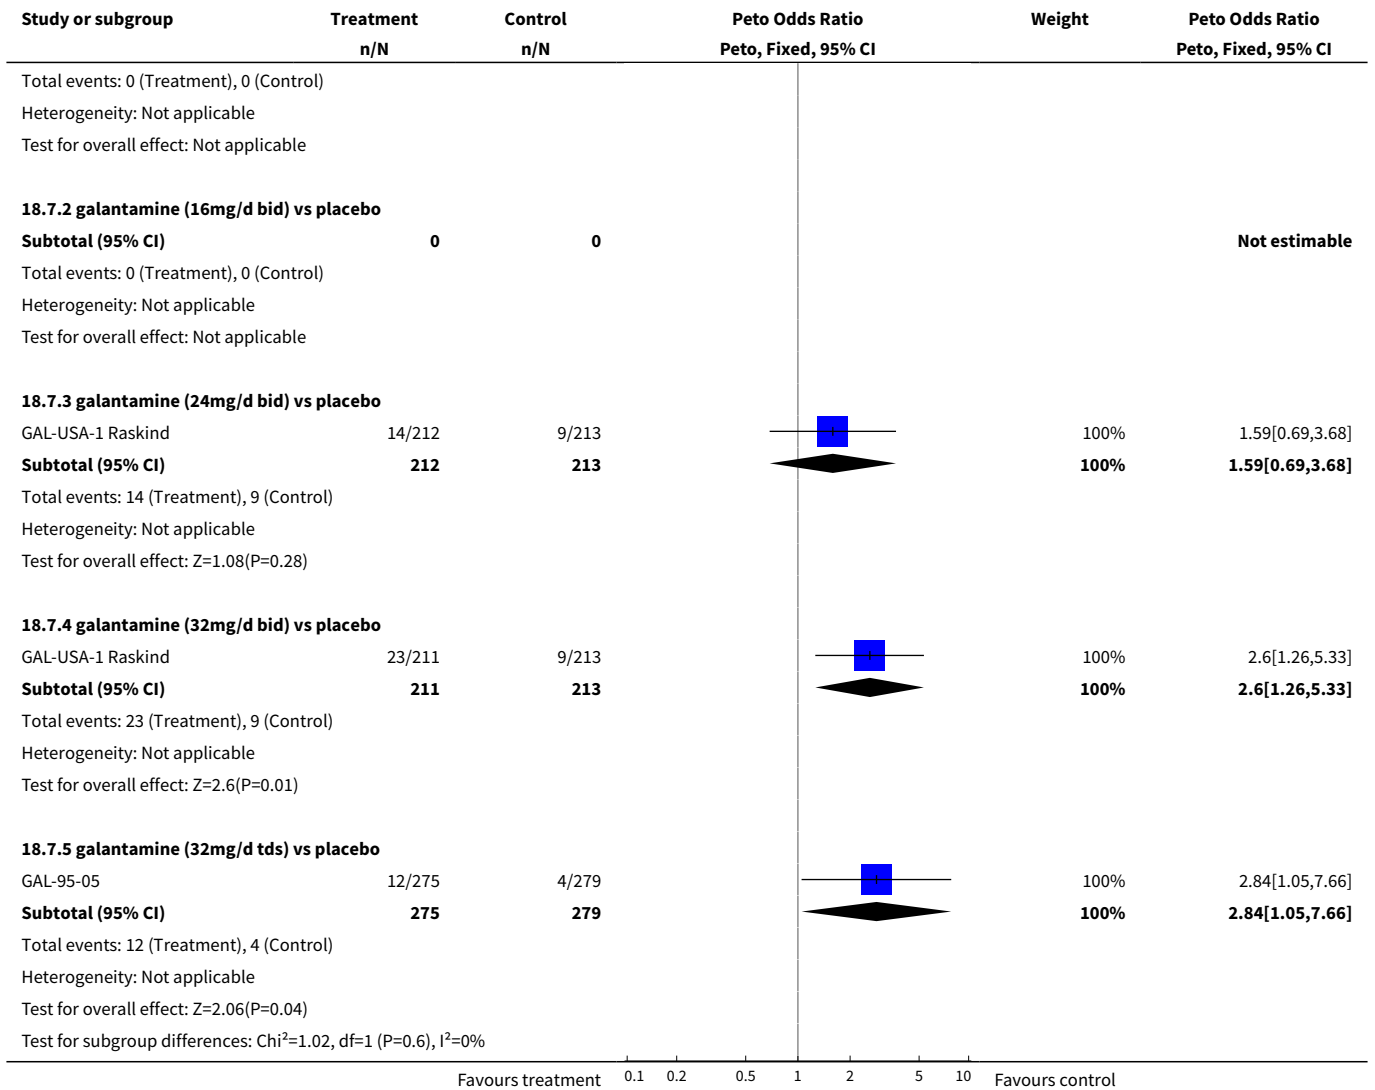 Study or subgroup Treatment Control Peto Odds Ratio Weight Peto Odds Ratio
n/N n/N Peto, Fixed, 95% CI Peto, Fixed, 95% CI
Total events: 0 (Treatment), 0 (Control)
Heterogeneity: Not applicable
Test for overall effect: Not applicable
18.7.2 galantamine (16mg/d bid) vs placebo
Subtotal (95% CI) 0 0 Not estimable
Total events: 0 (Treatment), 0 (Control)
Heterogeneity: Not applicable
Test for overall effect: Not applicable
18.7.3 galantamine (24mg/d bid) vs placebo
GAL-USA-1 Raskind 14/212 9/213 100% 1.59[0.69,3.68]
Subtotal (95% CI) 212 213 100% 1.59[0.69,3.68]
Total events: 14 (Treatment), 9 (Control)
Heterogeneity: Not applicable
Test for overall effect: Z=1.08(P=0.28)
18.7.4 galantamine (32mg/d bid) vs placebo
GAL-USA-1 Raskind 23/211 9/213 100% 2.6[1.26,5.33]
Subtotal (95% CI) 211 213 100% 2.6[1.26,5.33]
Total events: 23 (Treatment), 9 (Control)
Heterogeneity: Not applicable
Test for overall effect: Z=2.6(P=0.01)
18.7.5 galantamine (32mg/d tds) vs placebo
GAL-95-05 12/275 4/279 100% 2.84[1.05,7.66]
Subtotal (95% CI) 275 279 100% 2.84[1.05,7.66]
Total events: 12 (Treatment), 4 (Control)
Heterogeneity: Not applicable
Test for overall effect: Z=2.06(P=0.04)
Test for subgroup differences: Chi²=1.02, df=1 (P=0.6), I²=0%
Favours treatment 0.1 0.2 0.5 1 2 5 10 Favours control